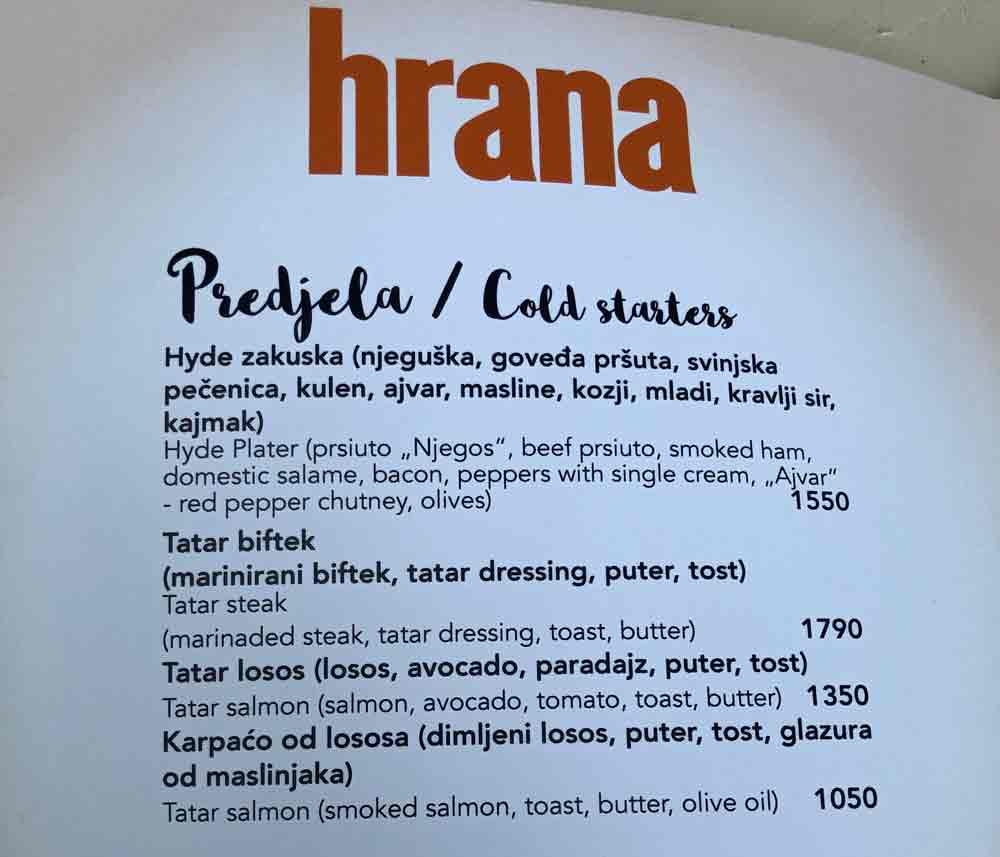 hrana
Predjela / Cold starters
Hyde zakuska (njeguška, goveđa pršuta, svinjska
pečenica, kulen, ajvar, masline, kozji, mladi, kravlji sir,
kajmak)
Hyde Plater (prsiuto „Njegos“, beef prsiuto, smoked ham,
domestic salame, bacon, peppers with single cream, „Ajvar“
- red pepper chutney, olives) 1550
Tatar biftek
(marinirani biftek, tatar dressing, puter, tost)
Tatar steak
(marinaded steak, tatar dressing, toast, butter) 1790
Tatar losos (losos, avocado, paradajz, puter, tost)
Tatar salmon (salmon, avocado, tomato, toast, butter) 1350
Karpaćo od lososa (dimljeni losos, puter, tost, glazura
od maslinjaka)
Tatar salmon (smoked salmon, toast, butter, olive oil) 1050